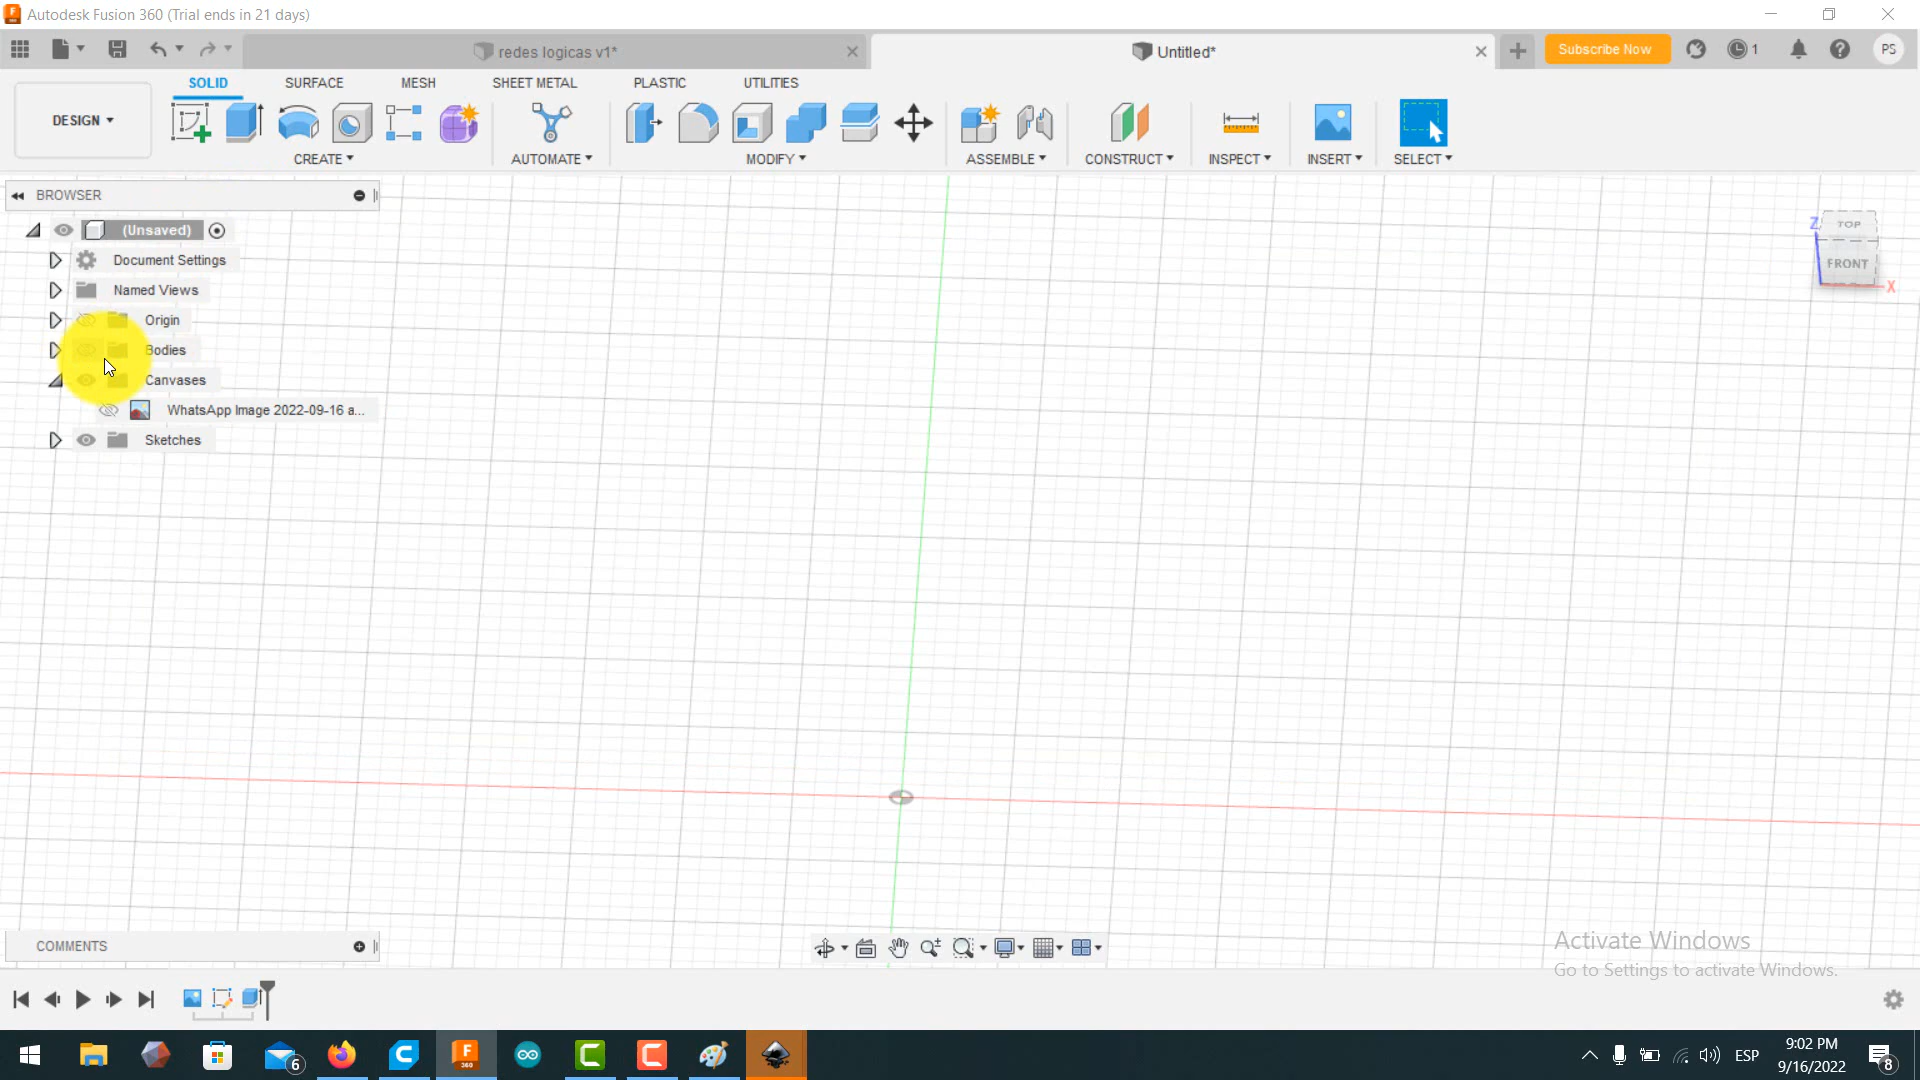 Autodesk Fusion 360 (Trial ends in 21 days)
redes logicas v1*
Untitled*
Subscribe Now
1
PS
DESIGN
SOLID
SURFACE
MESH
SHEET METAL
PLASTIC
UTILITIES
CREATE
AUTOMATE
MODIFY
ASSEMBLE
CONSTRUCT
INSPECT
INSERT
SELECT
BROWSER
(Unsaved)
Document Settings
Named Views
Origin
Bodies
Canvases
WhatsApp Image 2022-09-16 a...
Sketches
Z
TOP
FRONT
X
COMMENTS
Activate Windows
Go to Settings to activate Windows.
6
F
360
ESP
9:02 PM
9/16/2022
8